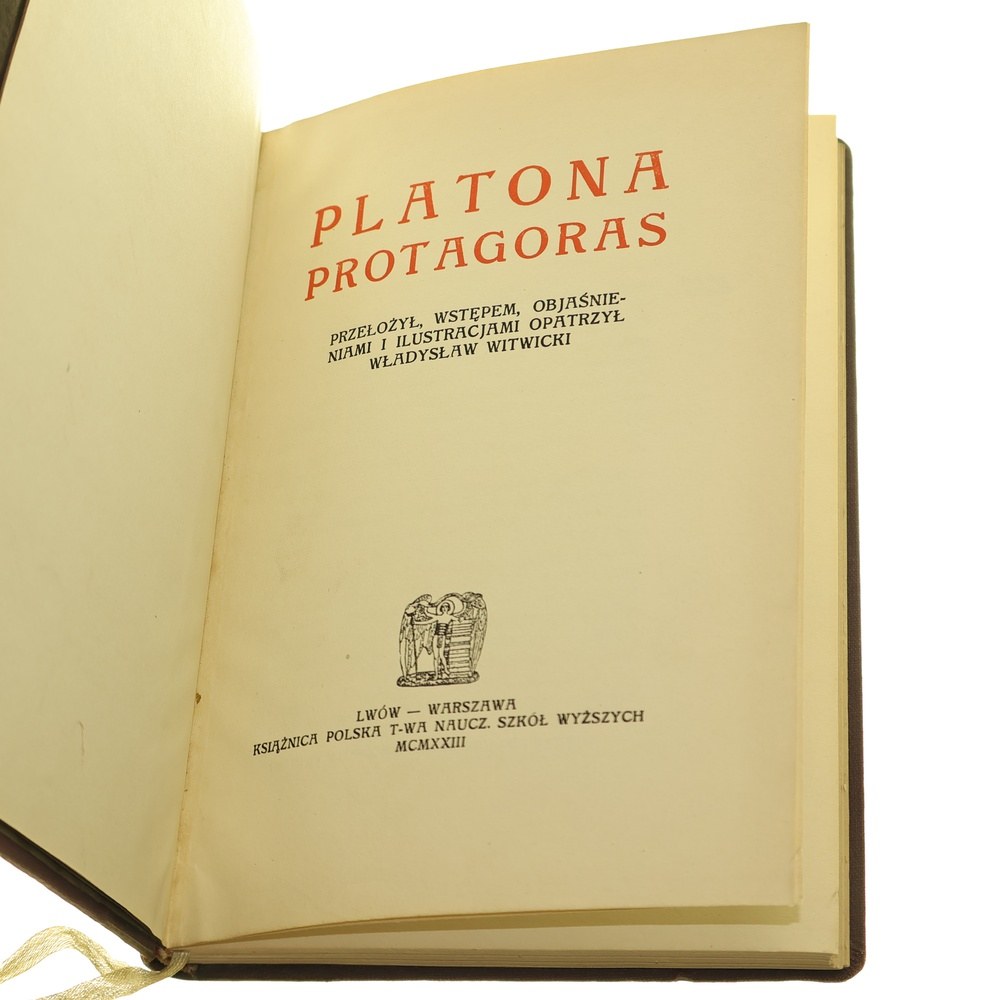 PLATONA
PROTAGORAS
PRZEŁOŻYŁ, WSTĘPEM, OBJAŚNIE-
NIAMI I ILUSTRACJAMI OPATRZYŁ
WŁADYSŁAW WITWICKI
LWÓW — WARSZAWA
KSIĄŻNICA POLSKA T-WA NAUCZ. SZKÓŁ WYŻSZYCH
MCMXXIII